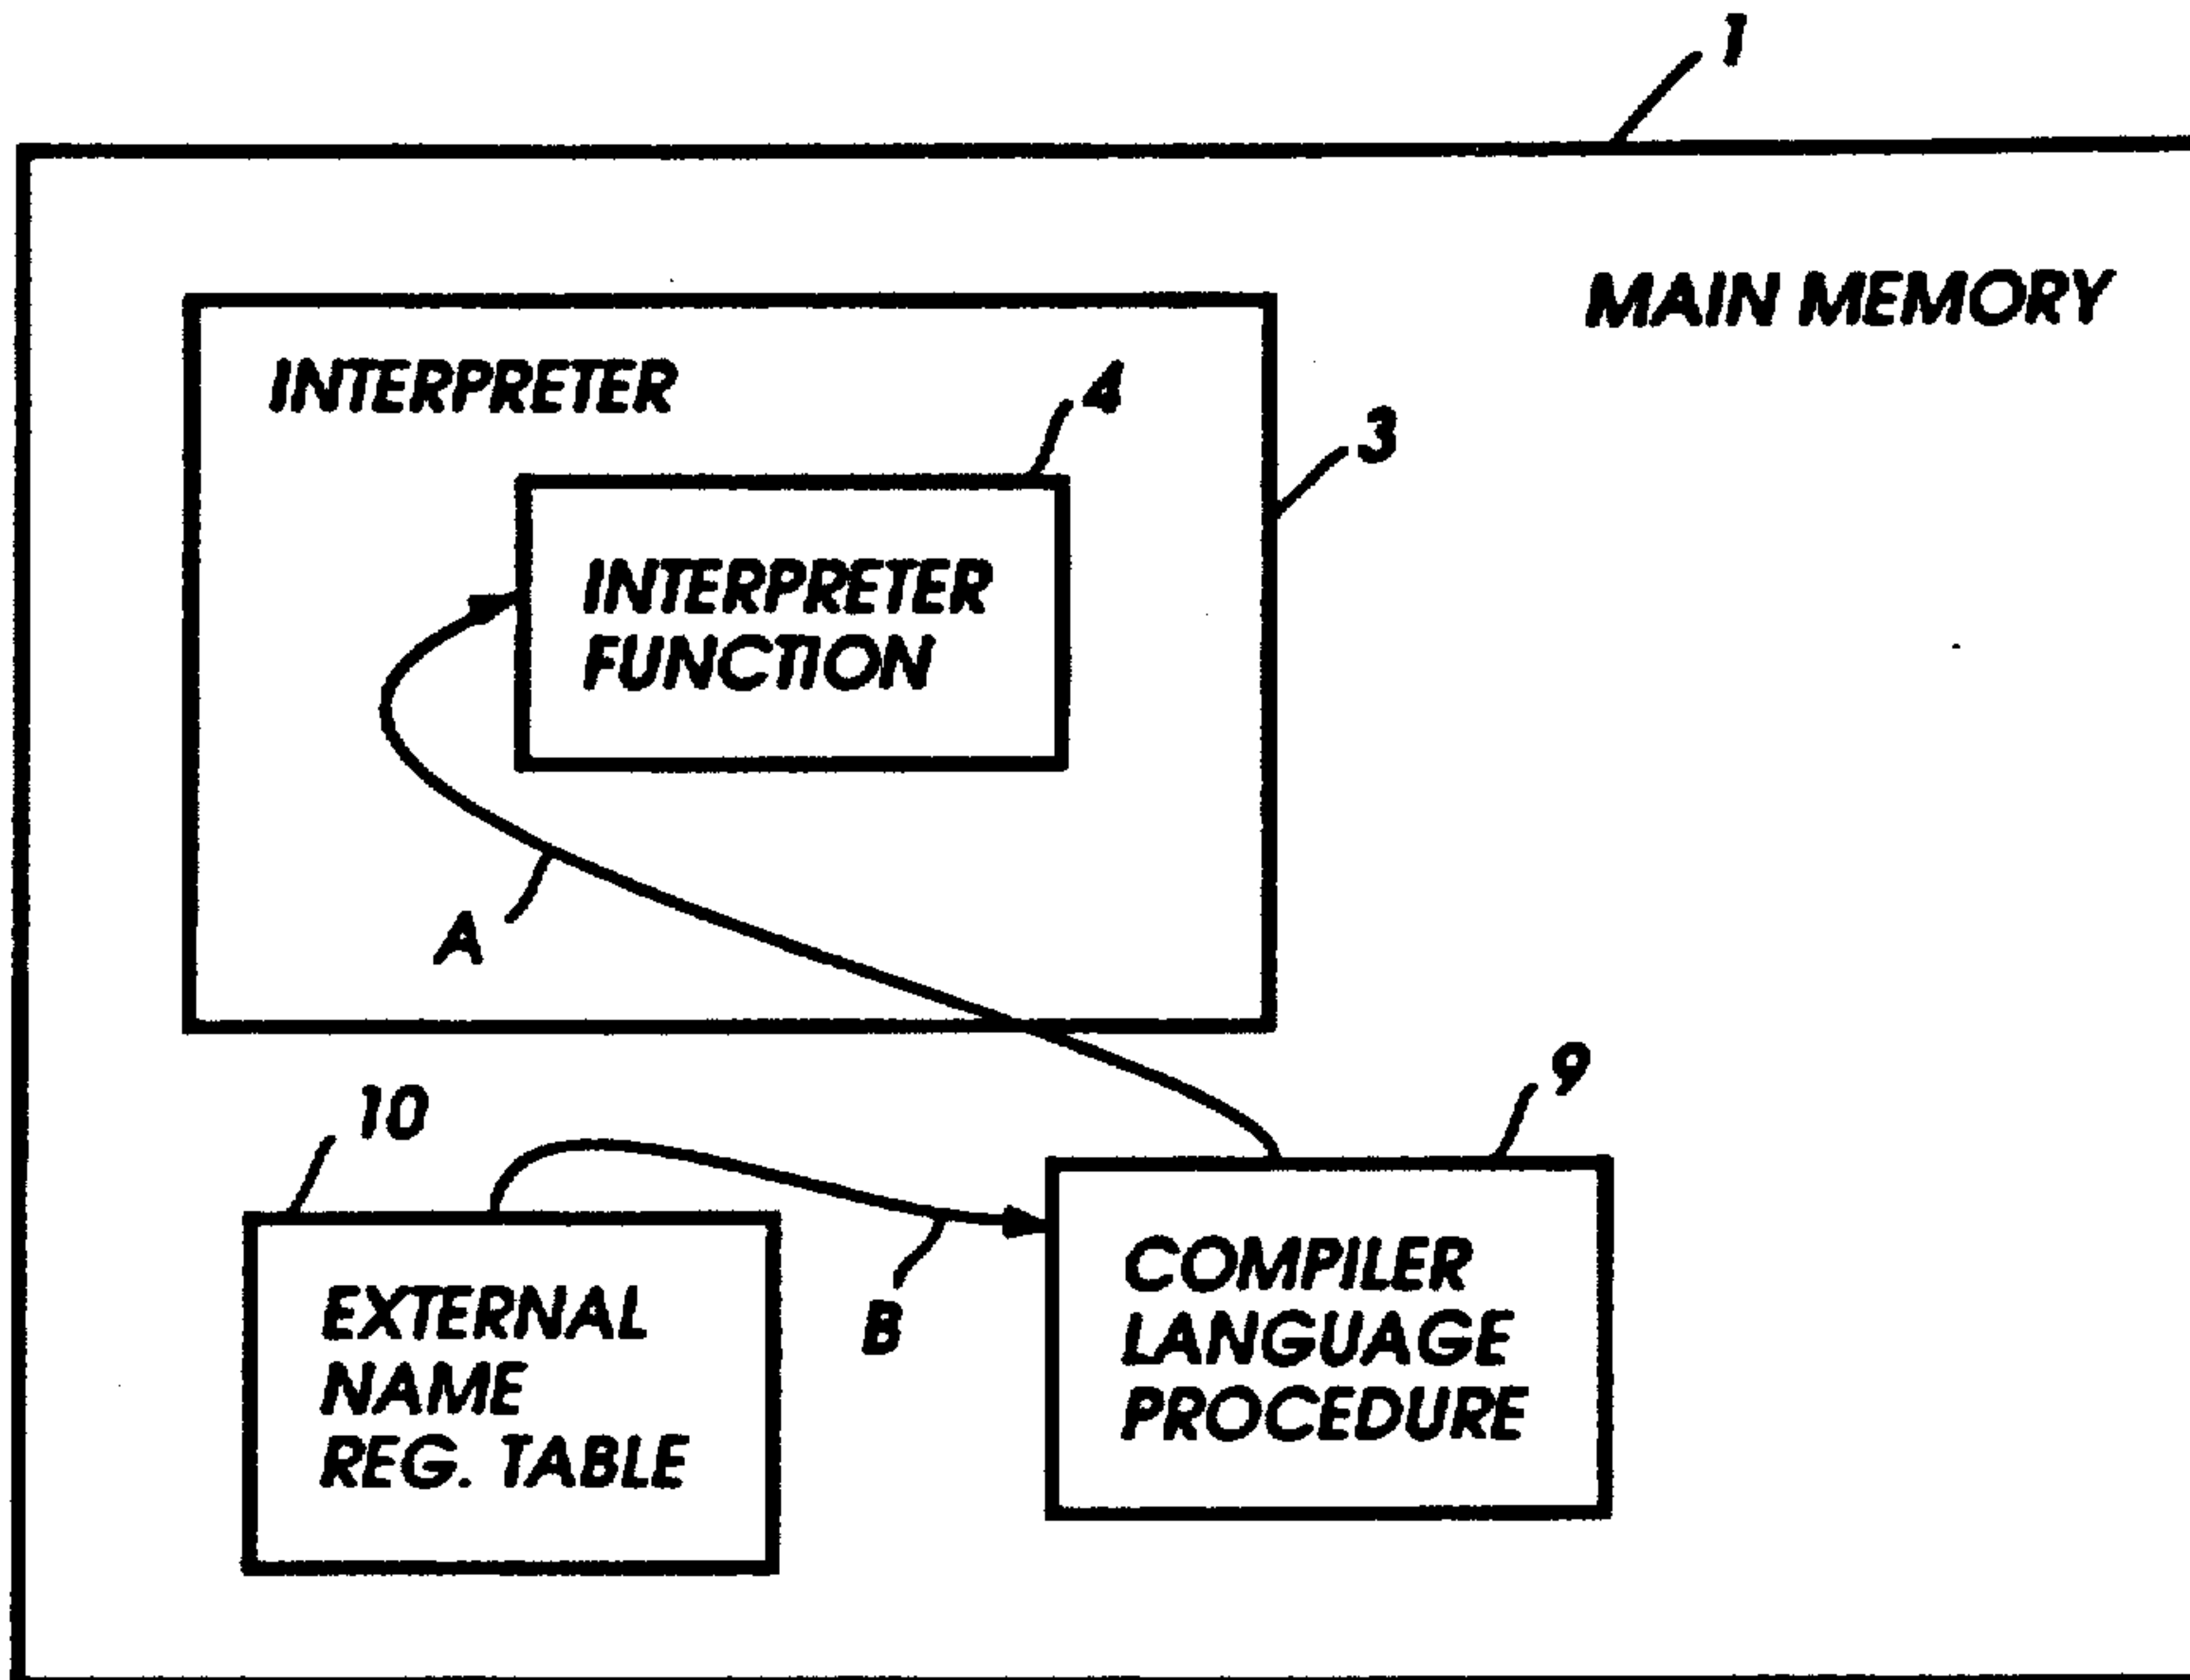 1
MAIN MEMORY
INTERPRETER
4
3
INTERPRETER
FUNCTION
A
9
10
B
COMPILER
LANGUAGE
PROCEDURE
EXTERNAL
NAME
REG. TABLE